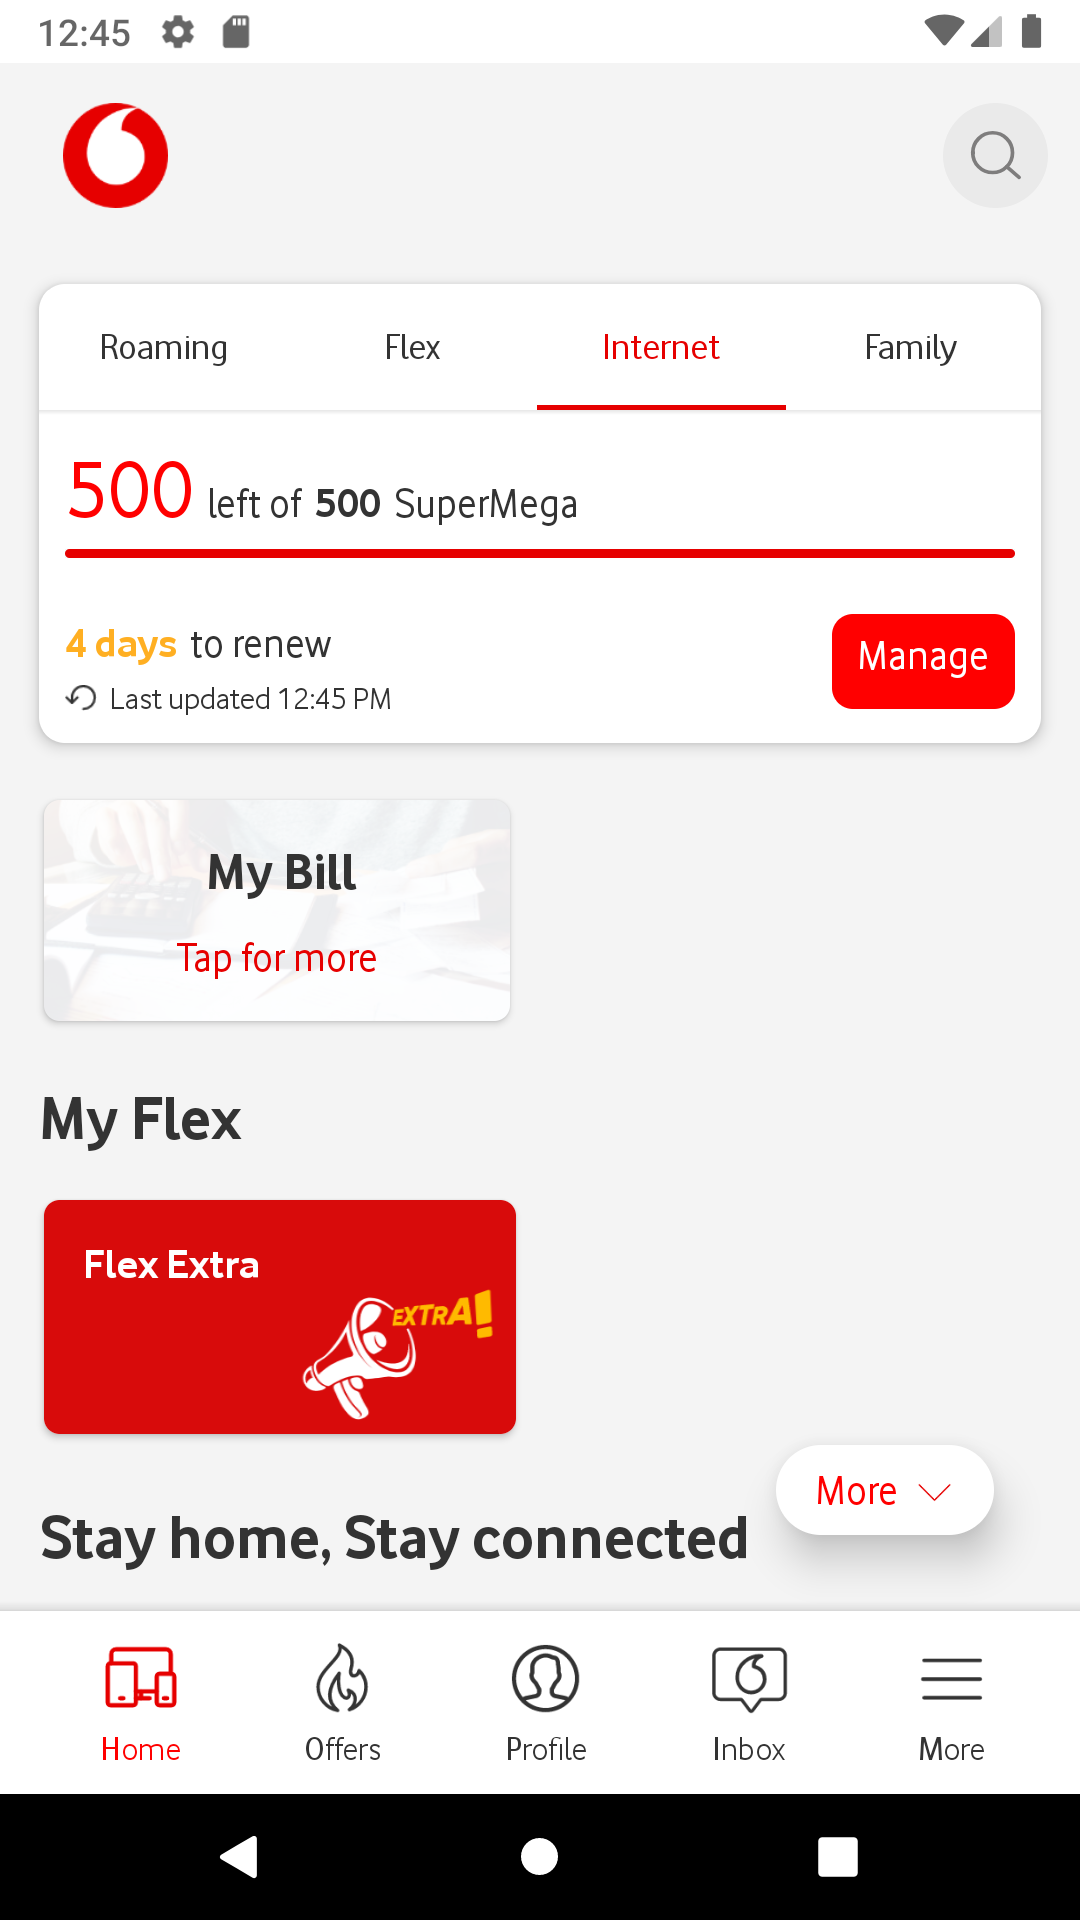 12:45
Roaming Flex Internet Family
500 left of 500 SuperMega
4 days to renew
Manage
Last updated 12:45 PM
My Bill
Tap for more
My Flex
Flex Extra
EXTRA!
More
Stay home, Stay connected
Home Offers Profile Inbox More